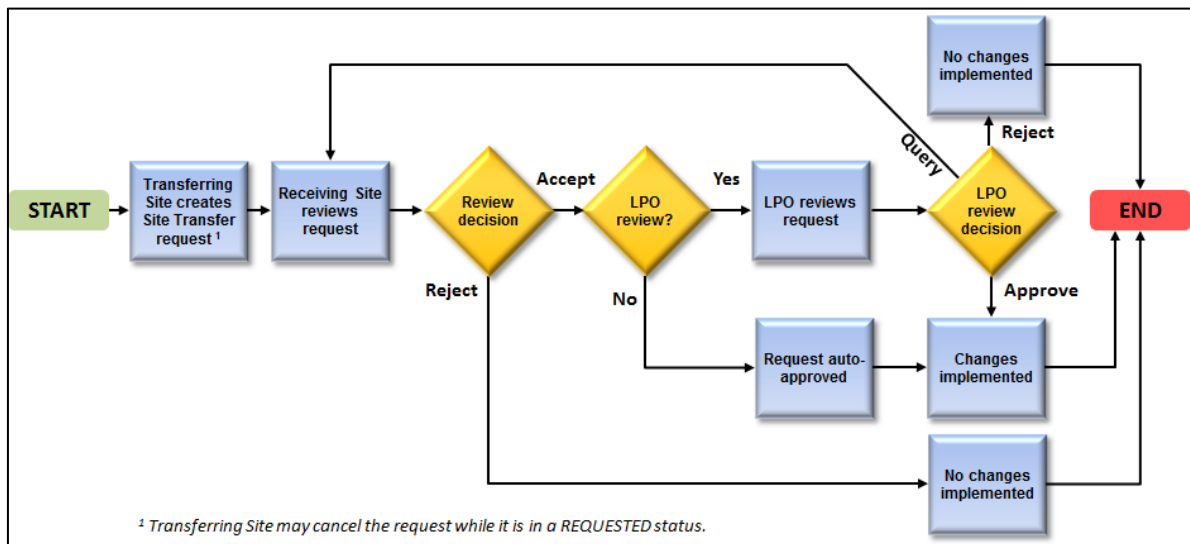 No changes
implemented
Query
Reject
START
Transferring
Site creates
Site Transfer
request ¹
Receiving Site
reviews
request
Review
decision
Accept
LPO
review?
Yes
LPO reviews
request
LPO
review
decision
END
Reject
No
Approve
Request auto-
approved
Changes
implemented
No changes
implemented
¹ Transferring Site may cancel the request while it is in a REQUESTED status.